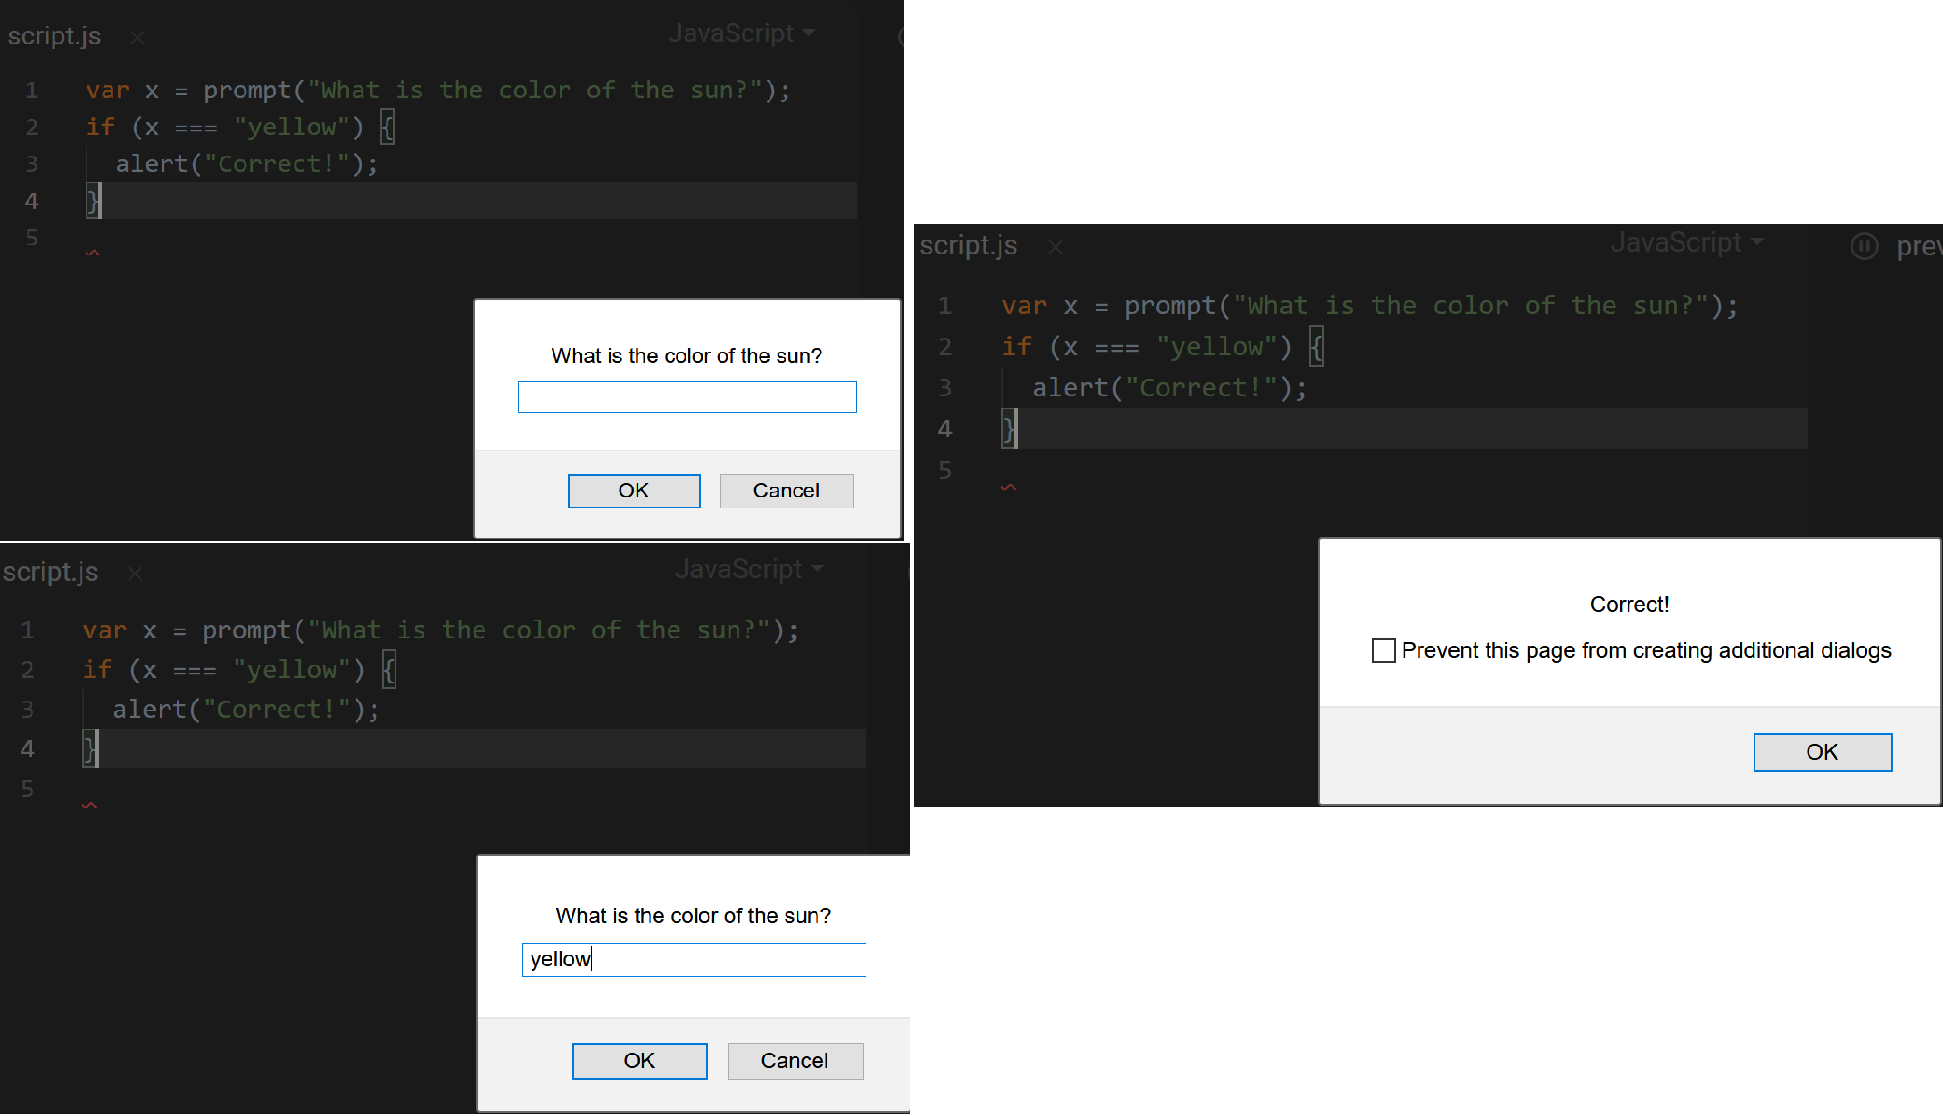 script.js × JavaScript
1 var x = prompt("What is the color of the sun?");
2 if (x === "yellow") {
3 alert("Correct!");
4 }
5
What is the color of the sun?
OK Cancel
script.js × JavaScript
1 var x = prompt("What is the color of the sun?");
2 if (x === "yellow") {
3 alert("Correct!");
4 }
5
What is the color of the sun?
yellow
OK Cancel
script.js × JavaScript prev
1 var x = prompt("What is the color of the sun?");
2 if (x === "yellow") {
3 alert("Correct!");
4 }
5
Correct!
Prevent this page from creating additional dialogs
OK